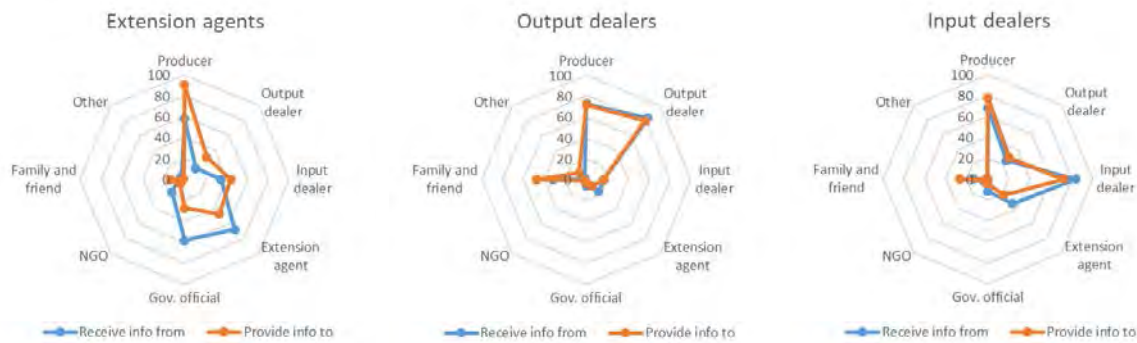 Extension agents
Producer
100
80
60
40
20
0
Output
dealer
Input
dealer
Extension
agent
Gov. official
NGO
Family and
friend
Other
Receive info from
Provide info to
Output dealers
Producer
100
80
60
40
20
0
Output
dealer
Input
dealer
Extension
agent
Gov. official
NGO
Family and
friend
Other
Receive info from
Provide info to
Input dealers
Producer
100
80
60
40
20
0
Output
dealer
Input
dealer
Extension
agent
Gov. official
NGO
Family and
friend
Other
Receive info from
Provide info to